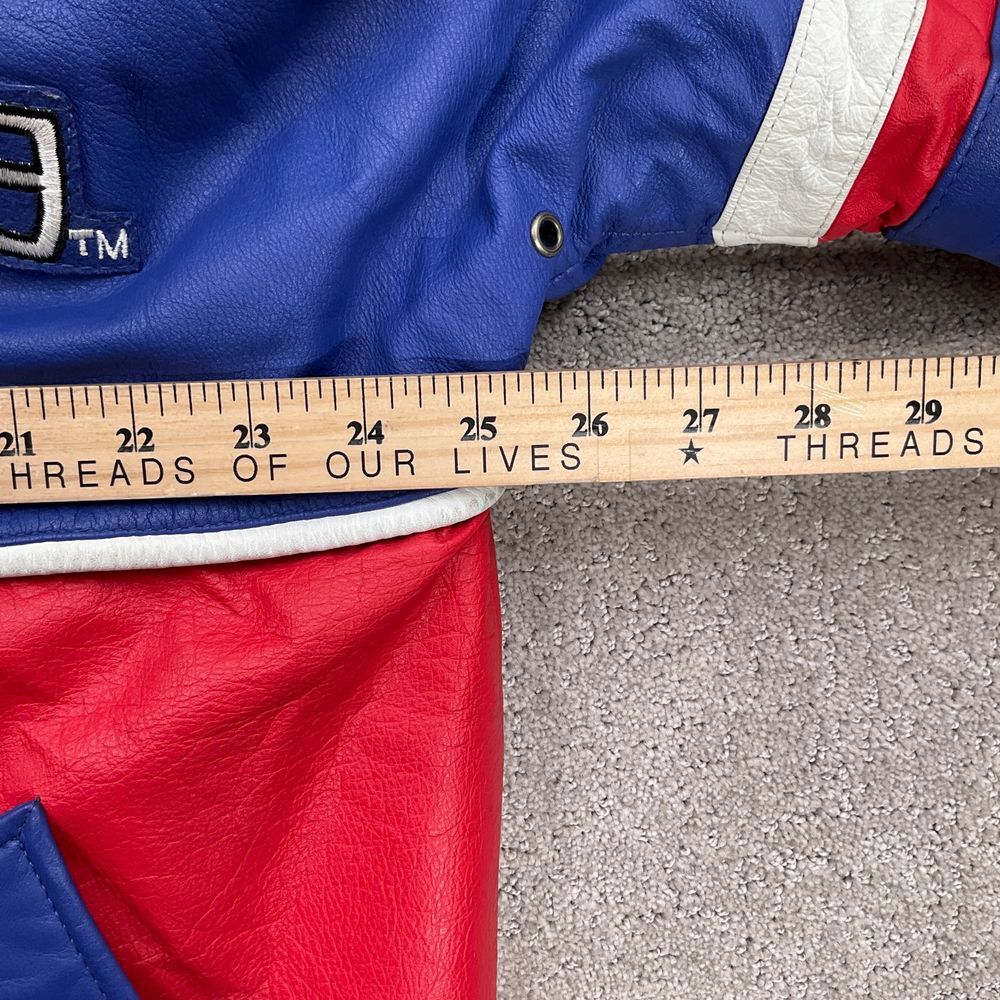 TM
21 22 23 24 25 26 27 28 29
HREADS OF OUR LIVES ★ THREADS